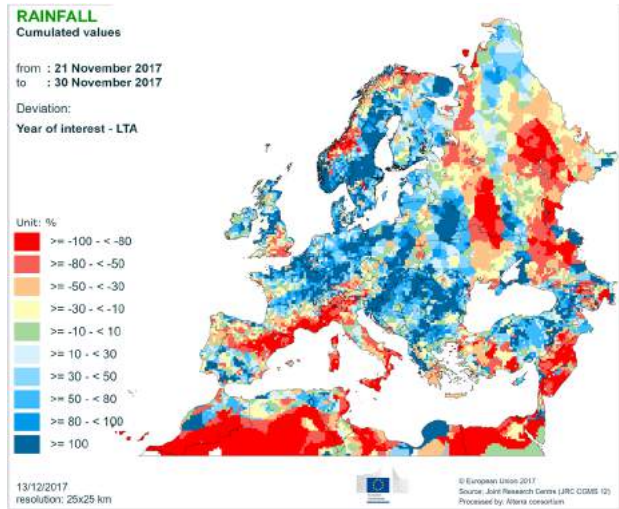 RAINFALL
Cumulated values
from : 21 November 2017
to : 30 November 2017
Deviation:
Year of interest - LTA
Unit: %
>= -100 - < -80
>= -80 - < -50
>= -50 - < -30
>= -30 - < -10
>= -10 - < 10
>= 10 - < 30
>= 30 - < 50
>= 50 - < 80
>= 80 - < 100
>= 100
13/12/2017
resolution: 25x25 km
© European Union 2017
Source: Joint Research Centre (JRC CGMS 12)
Processed by: Alterra consortium